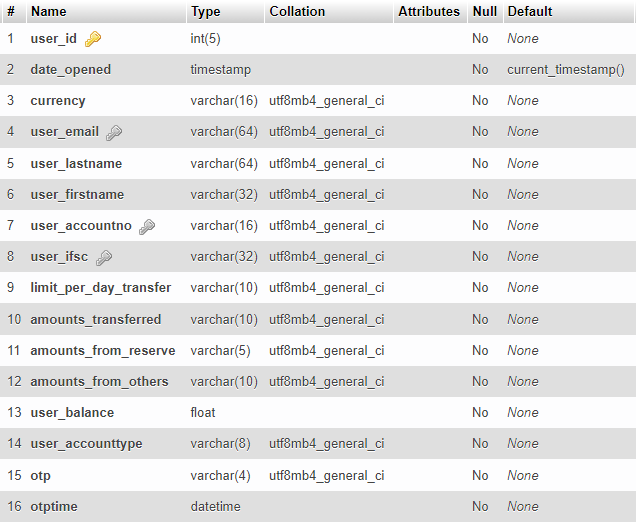 # Name Type Collation Attributes Null Default
1 user_id int(5) No None
2 date_opened timestamp No current_timestamp()
3 currency varchar(16) utf8mb4_general_ci No None
4 user_email varchar(64) utf8mb4_general_ci No None
5 user_lastname varchar(64) utf8mb4_general_ci No None
6 user_firstname varchar(32) utf8mb4_general_ci No None
7 user_accountno varchar(16) utf8mb4_general_ci No None
8 user_ifsc varchar(32) utf8mb4_general_ci No None
9 limit_per_day_transfer varchar(10) utf8mb4_general_ci No None
10 amounts_transferred varchar(10) utf8mb4_general_ci No None
11 amounts_from_reserve varchar(5) utf8mb4_general_ci No None
12 amounts_from_others varchar(10) utf8mb4_general_ci No None
13 user_balance float No None
14 user_accounttype varchar(8) utf8mb4_general_ci No None
15 otp varchar(4) utf8mb4_general_ci No None
16 otptime datetime No None